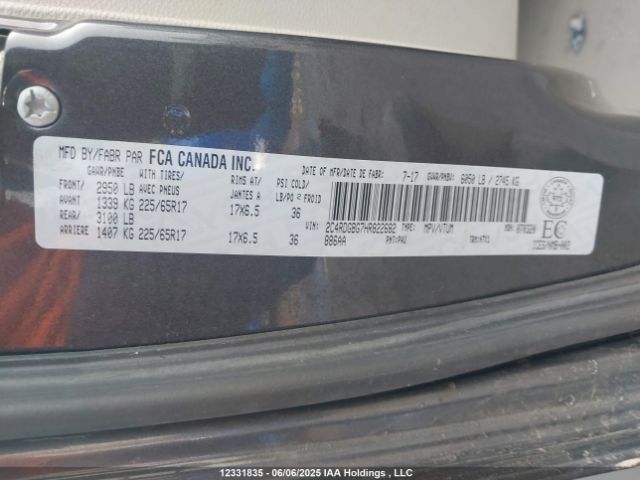 MFD BY/FABR PAR FCA CANADA INC.
DATE OF MFR/DATE DE FABR: 7-17 GVWR/PNBV: 6050 LB / 2745 KG
GAWR/PNBE WITH TIRES/ RIMS AT/ PSI COLD/
AVEC PNEUS JANTES A LB/PO² FROID
FRONT/ 2950 LB
AVANT 1339 KG 225/65R17 17X6.5 36
REAR/ 3100 LB
ARRIERE 1407 KG 225/65R17 17X6.5 36
VIN: 2C4RDGBG7HR822682 TYPE: MPV/VTUM
886AA PNT:PAU
EC
12331835 - 06/06/2025 IAA Holdings , LLC